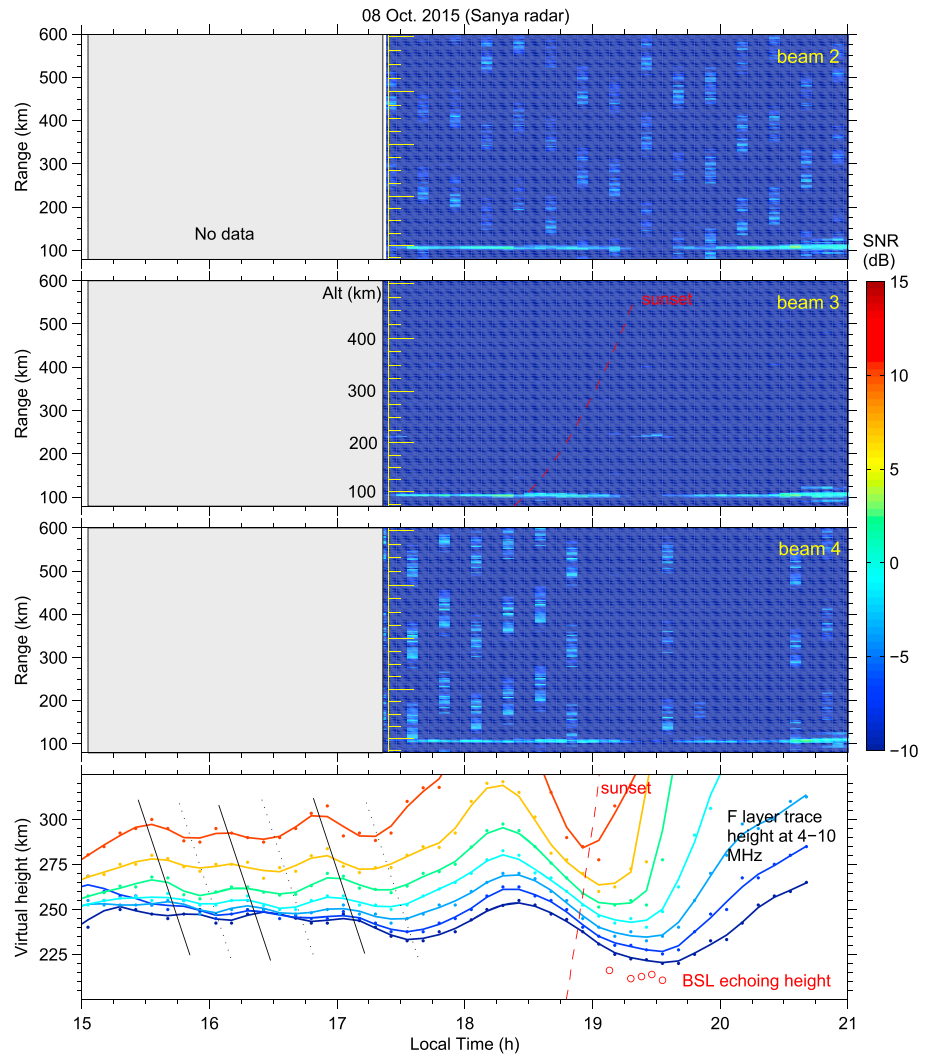 08 Oct. 2015 (Sanya radar)
600
500
400
300
200
100
Range (km)
beam 2
No data
SNR
(dB)
600
500
400
300
200
100
Range (km)
Alt (km)
400
300
200
100
sunset
beam 3
15
10
5
0
−5
−10
600
500
400
300
200
100
Range (km)
beam 4
300
275
250
225
Virtual height (km)
sunset
F layer trace
height at 4−10
MHz
BSL echoing height
15 16 17 18 19 20 21
Local Time (h)